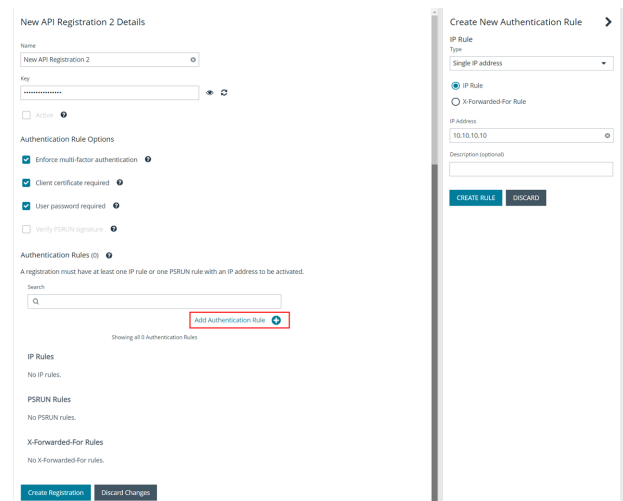 New API Registration 2 Details
Name
New API Registration 2
Key
••••••••••••••••
Active
Authentication Rule Options
Enforce multi-factor authentication
Client certificate required
User password required
Verify PSRUN signature
Authentication Rules (0)
A registration must have at least one IP rule or one PSRUN rule with an IP address to be activated.
Search
Add Authentication Rule
Showing all 0 Authentication Rules
IP Rules
No IP rules.
PSRUN Rules
No PSRUN rules.
X-Forwarded-For Rules
No X-Forwarded-For rules.
Create Registration
Discard Changes
Create New Authentication Rule
IP Rule
Type
Single IP address
IP Rule
X-Forwarded-For Rule
IP Address
10.10.10.10
Description (optional)
CREATE RULE
DISCARD